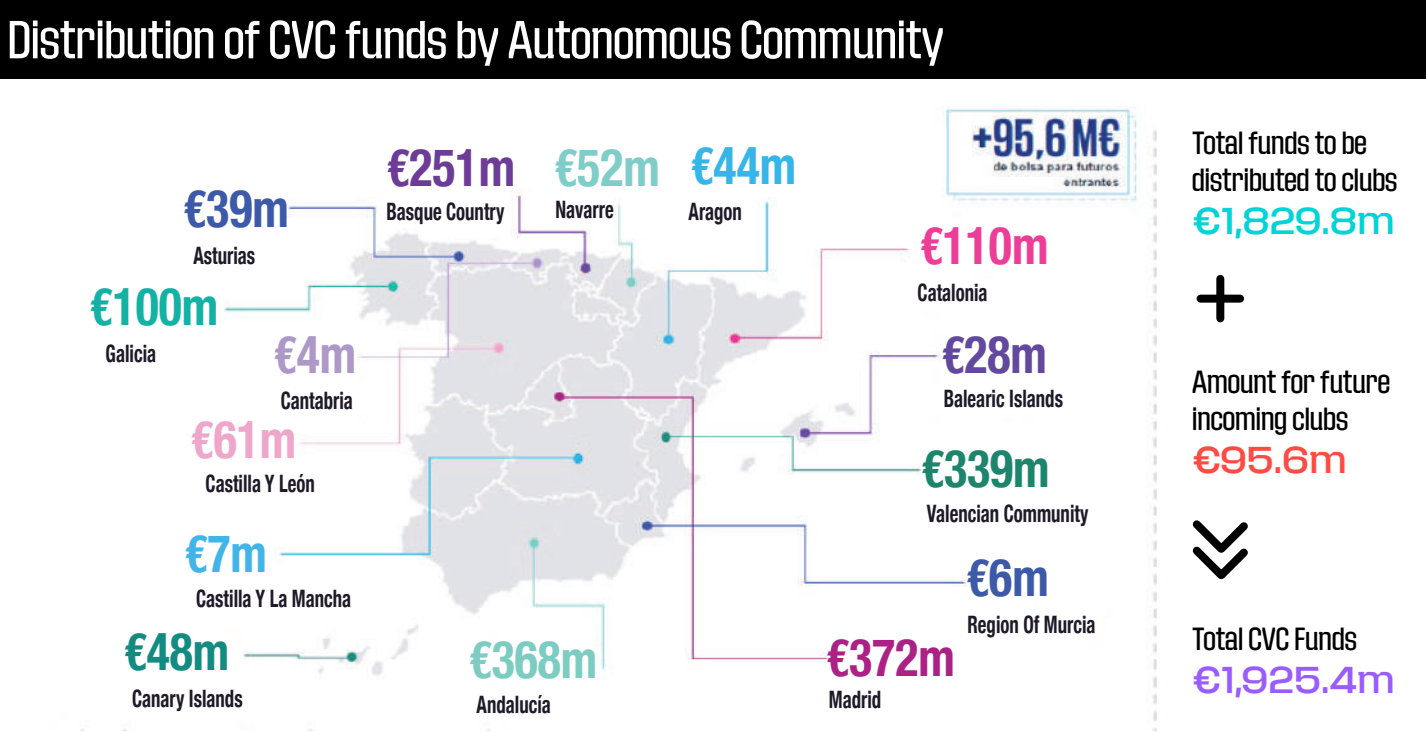 Distribution of CVC funds by Autonomous Community
+95,6 M€
de bolsa para futuros
entrantes
€251m
Basque Country
€52m
Navarre
€44m
Aragon
€39m
Asturias
€110m
Catalonia
€100m
Galicia
€4m
Cantabria
€28m
Balearic Islands
€61m
Castilla Y León
€339m
Valencian Community
€7m
Castilla Y La Mancha
€6m
Region Of Murcia
€48m
Canary Islands
€368m
Andalucía
€372m
Madrid
Total funds to be
distributed to clubs
€1,829.8m
+
Amount for future
incoming clubs
€95.6m
Total CVC Funds
€1,925.4m